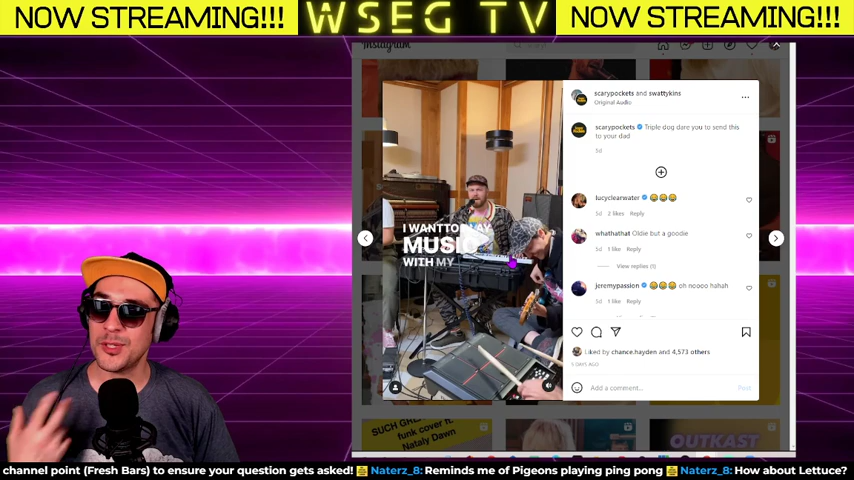 NOW STREAMING!!!
WSEG TV
NOW STREAMING!!!
Instagram
scarypockets and swattykins
Original Audio
scarypockets Triple dog dare you to send this
to your dad
5d
lucyclearwater
5d 2 likes Reply
whathathat Oldie but a goodie
5d 1 like Reply
View replies (1)
jeremypassion oh noooo hahah
5d 1 like Reply
I WANT TO PLAY
MUSIC
WITH MY
Liked by chance.hayden and 4,573 others
5 DAYS AGO
Add a comment...
Post
SUCH GRE
funk cover ft.
Nataly Dawn
OUTKAST
channel point (Fresh Bars) to ensure your question gets asked! Naterz_8: Reminds me of Pigeons playing ping pong Naterz_8: How about Lettuce?